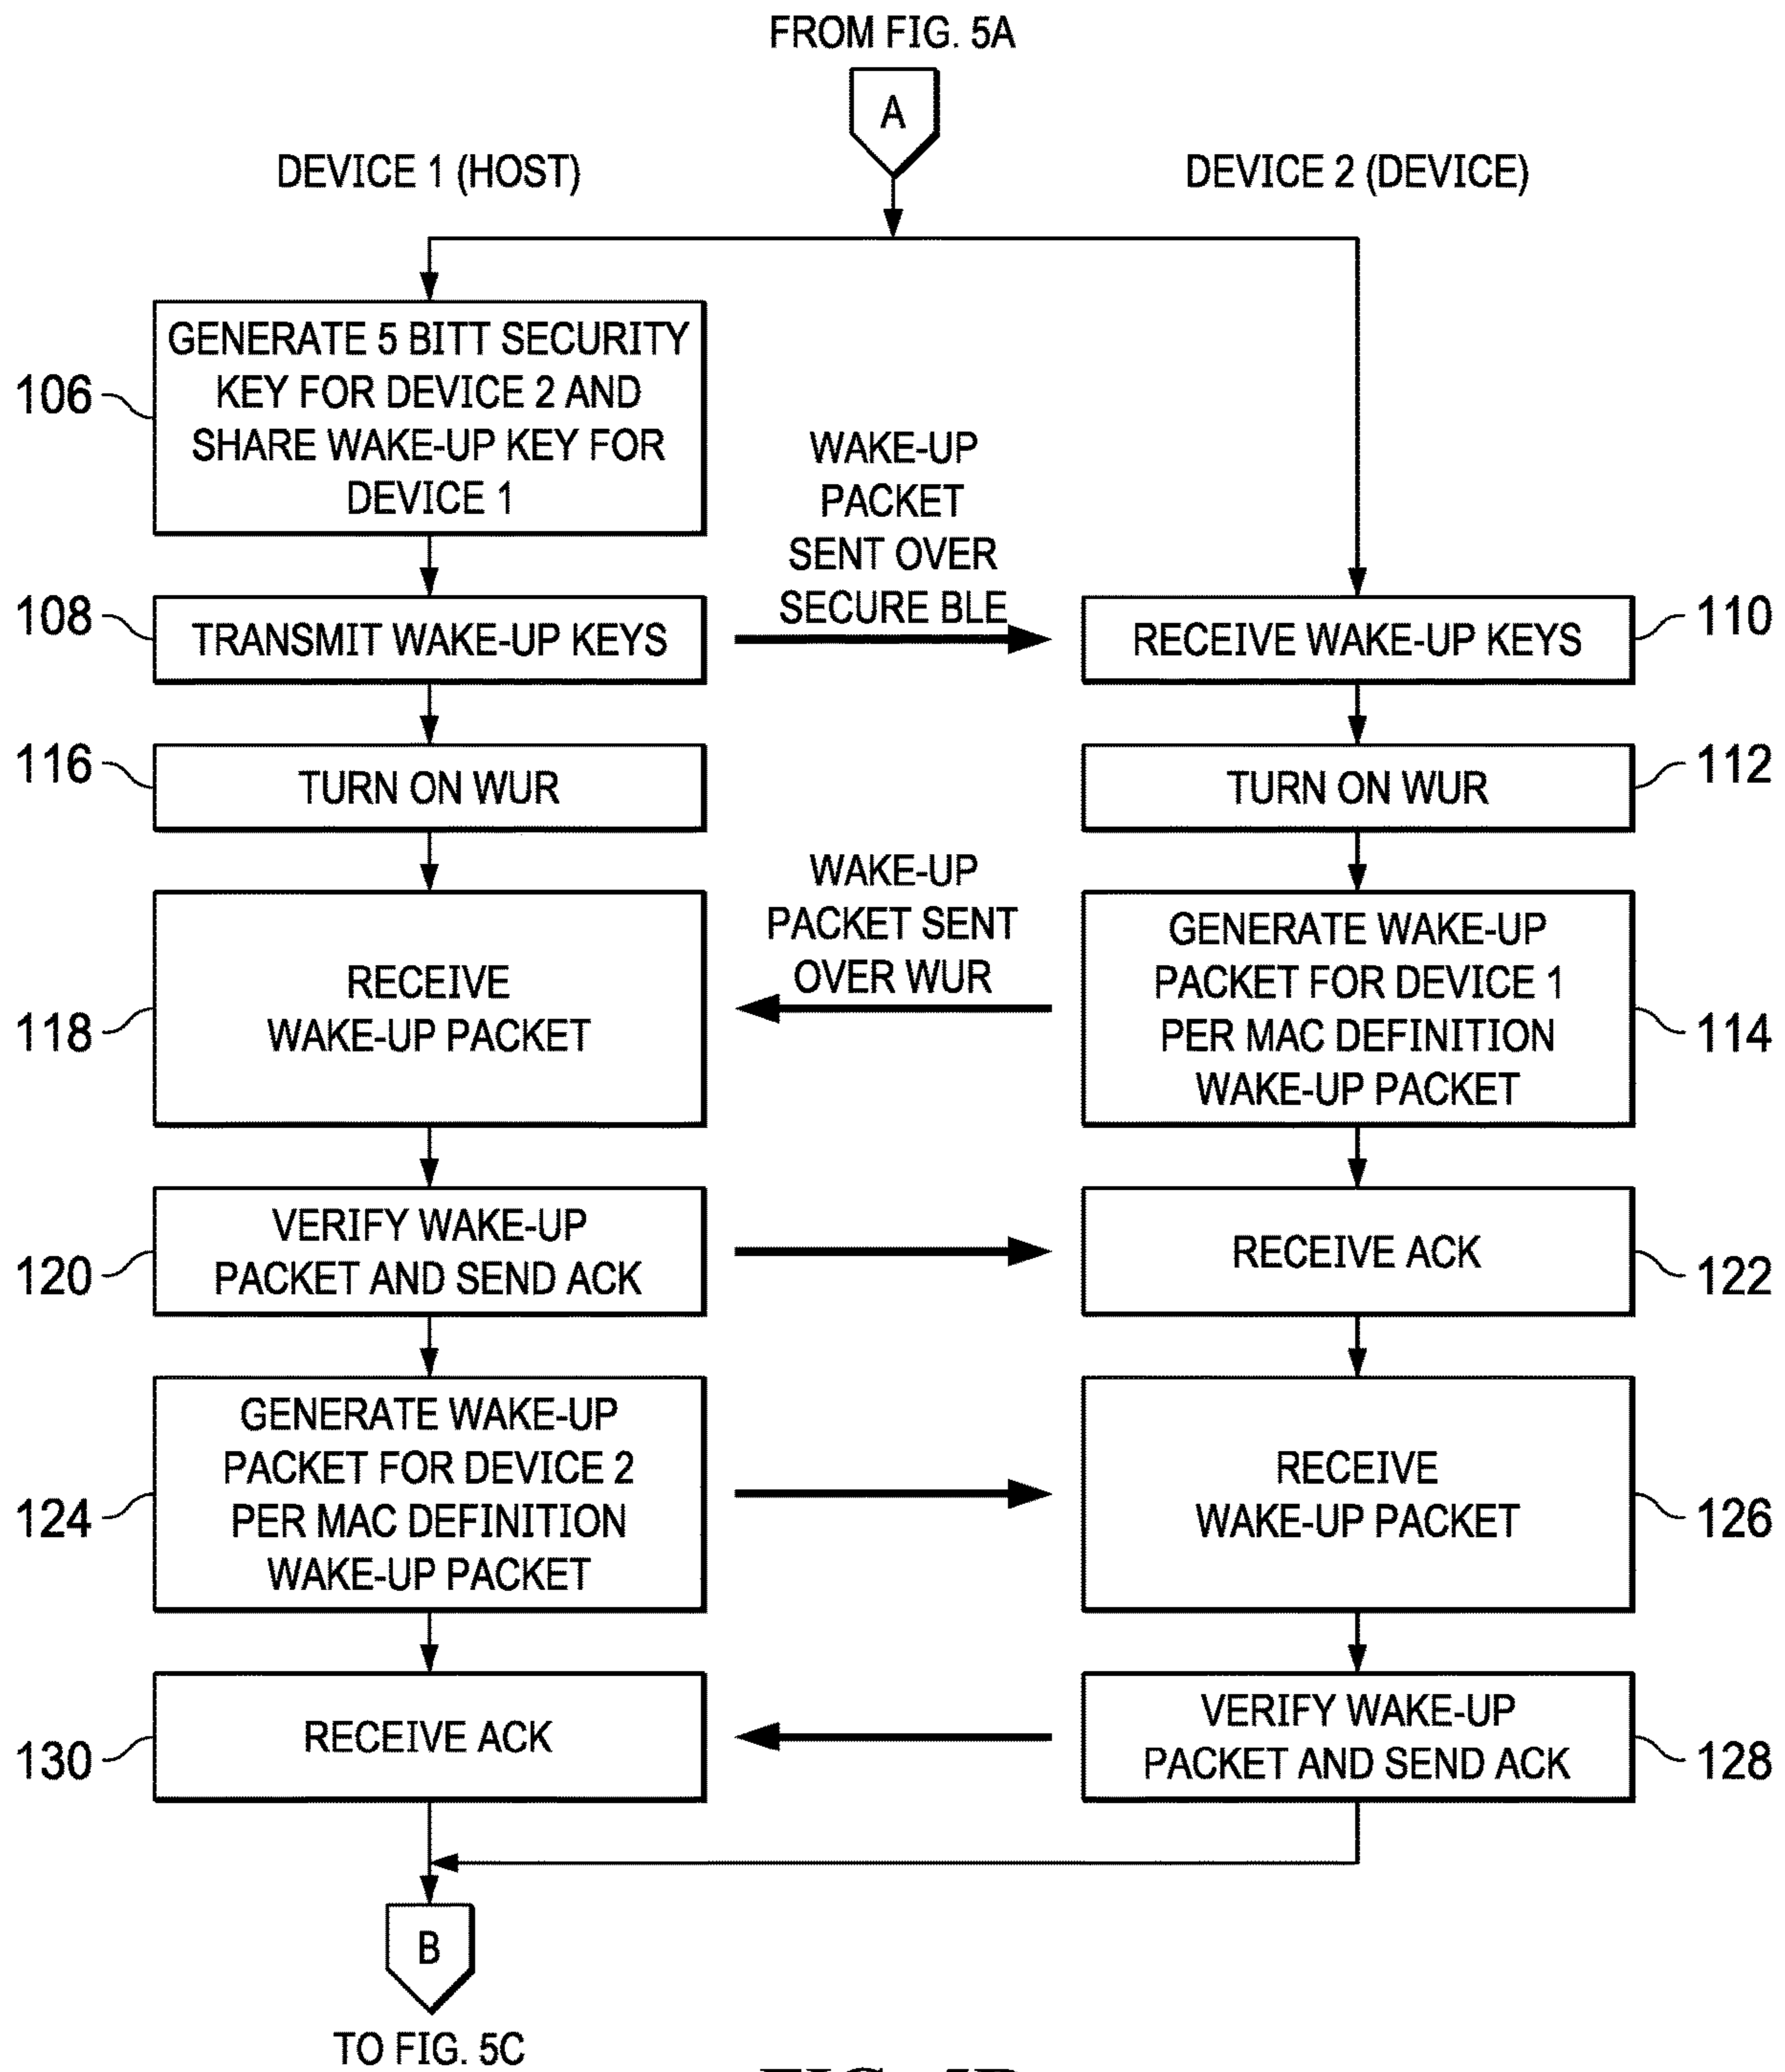 FROM FIG. 5A
A
DEVICE 1 (HOST)
DEVICE 2 (DEVICE)
106
GENERATE 5 BITT SECURITY
KEY FOR DEVICE 2 AND
SHARE WAKE-UP KEY FOR
DEVICE 1
WAKE-UP
PACKET
SENT OVER
SECURE BLE
108
TRANSMIT WAKE-UP KEYS
RECEIVE WAKE-UP KEYS
110
116
TURN ON WUR
TURN ON WUR
112
118
RECEIVE
WAKE-UP PACKET
WAKE-UP
PACKET SENT
OVER WUR
GENERATE WAKE-UP
PACKET FOR DEVICE 1
PER MAC DEFINITION
WAKE-UP PACKET
114
120
VERIFY WAKE-UP
PACKET AND SEND ACK
RECEIVE ACK
122
124
GENERATE WAKE-UP
PACKET FOR DEVICE 2
PER MAC DEFINITION
WAKE-UP PACKET
RECEIVE
WAKE-UP PACKET
126
130
RECEIVE ACK
VERIFY WAKE-UP
PACKET AND SEND ACK
128
B
TO FIG. 5C